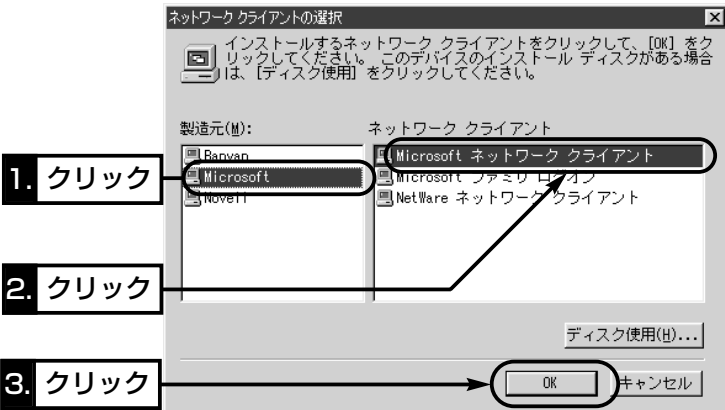 ネットワーク クライアントの選択
インストールするネットワーク クライアントをクリックして、[OK] をク
リックしてください。 このデバイスのインストール ディスクがある場合
は、[ディスク使用] をクリックしてください。
製造元(M):
ネットワーク クライアント
Banyan
Microsoft
Novell
Microsoft ネットワーク クライアント
Microsoft ファミリ ログオン
NetWare ネットワーク クライアント
1. クリック
2. クリック
ディスク使用(H)...
3. クリック
OK
キャンセル